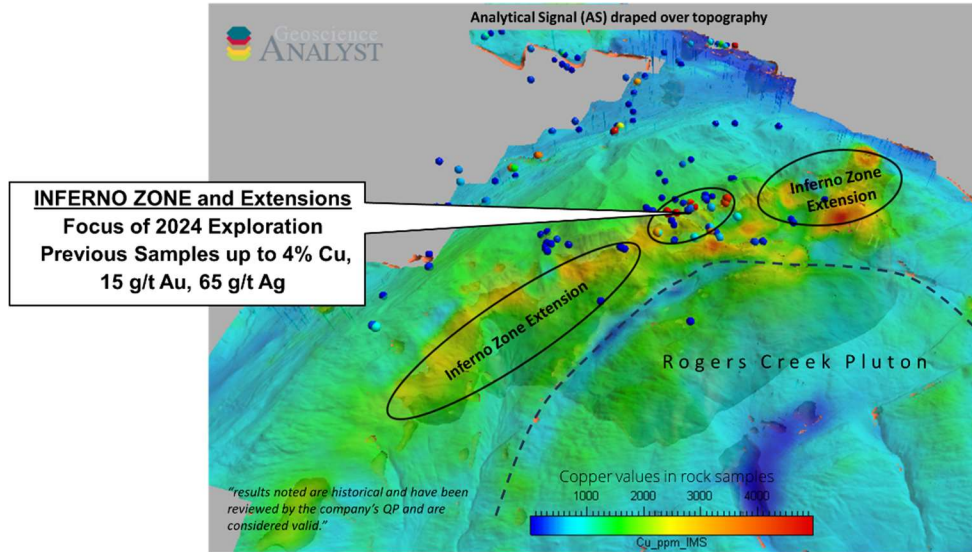 Analytical Signal (AS) draped over topography
Geoscience
ANALYST
INFERNO ZONE and Extensions
Focus of 2024 Exploration
Previous Samples up to 4% Cu,
15 g/t Au, 65 g/t Ag
Inferno Zone
Extension
Inferno Zone Extension
Rogers Creek Pluton
"results noted are historical and have been
reviewed by the company's QP and are
considered valid."
Copper values in rock samples
1000 2000 3000 4000
Cu_ppm_IMS